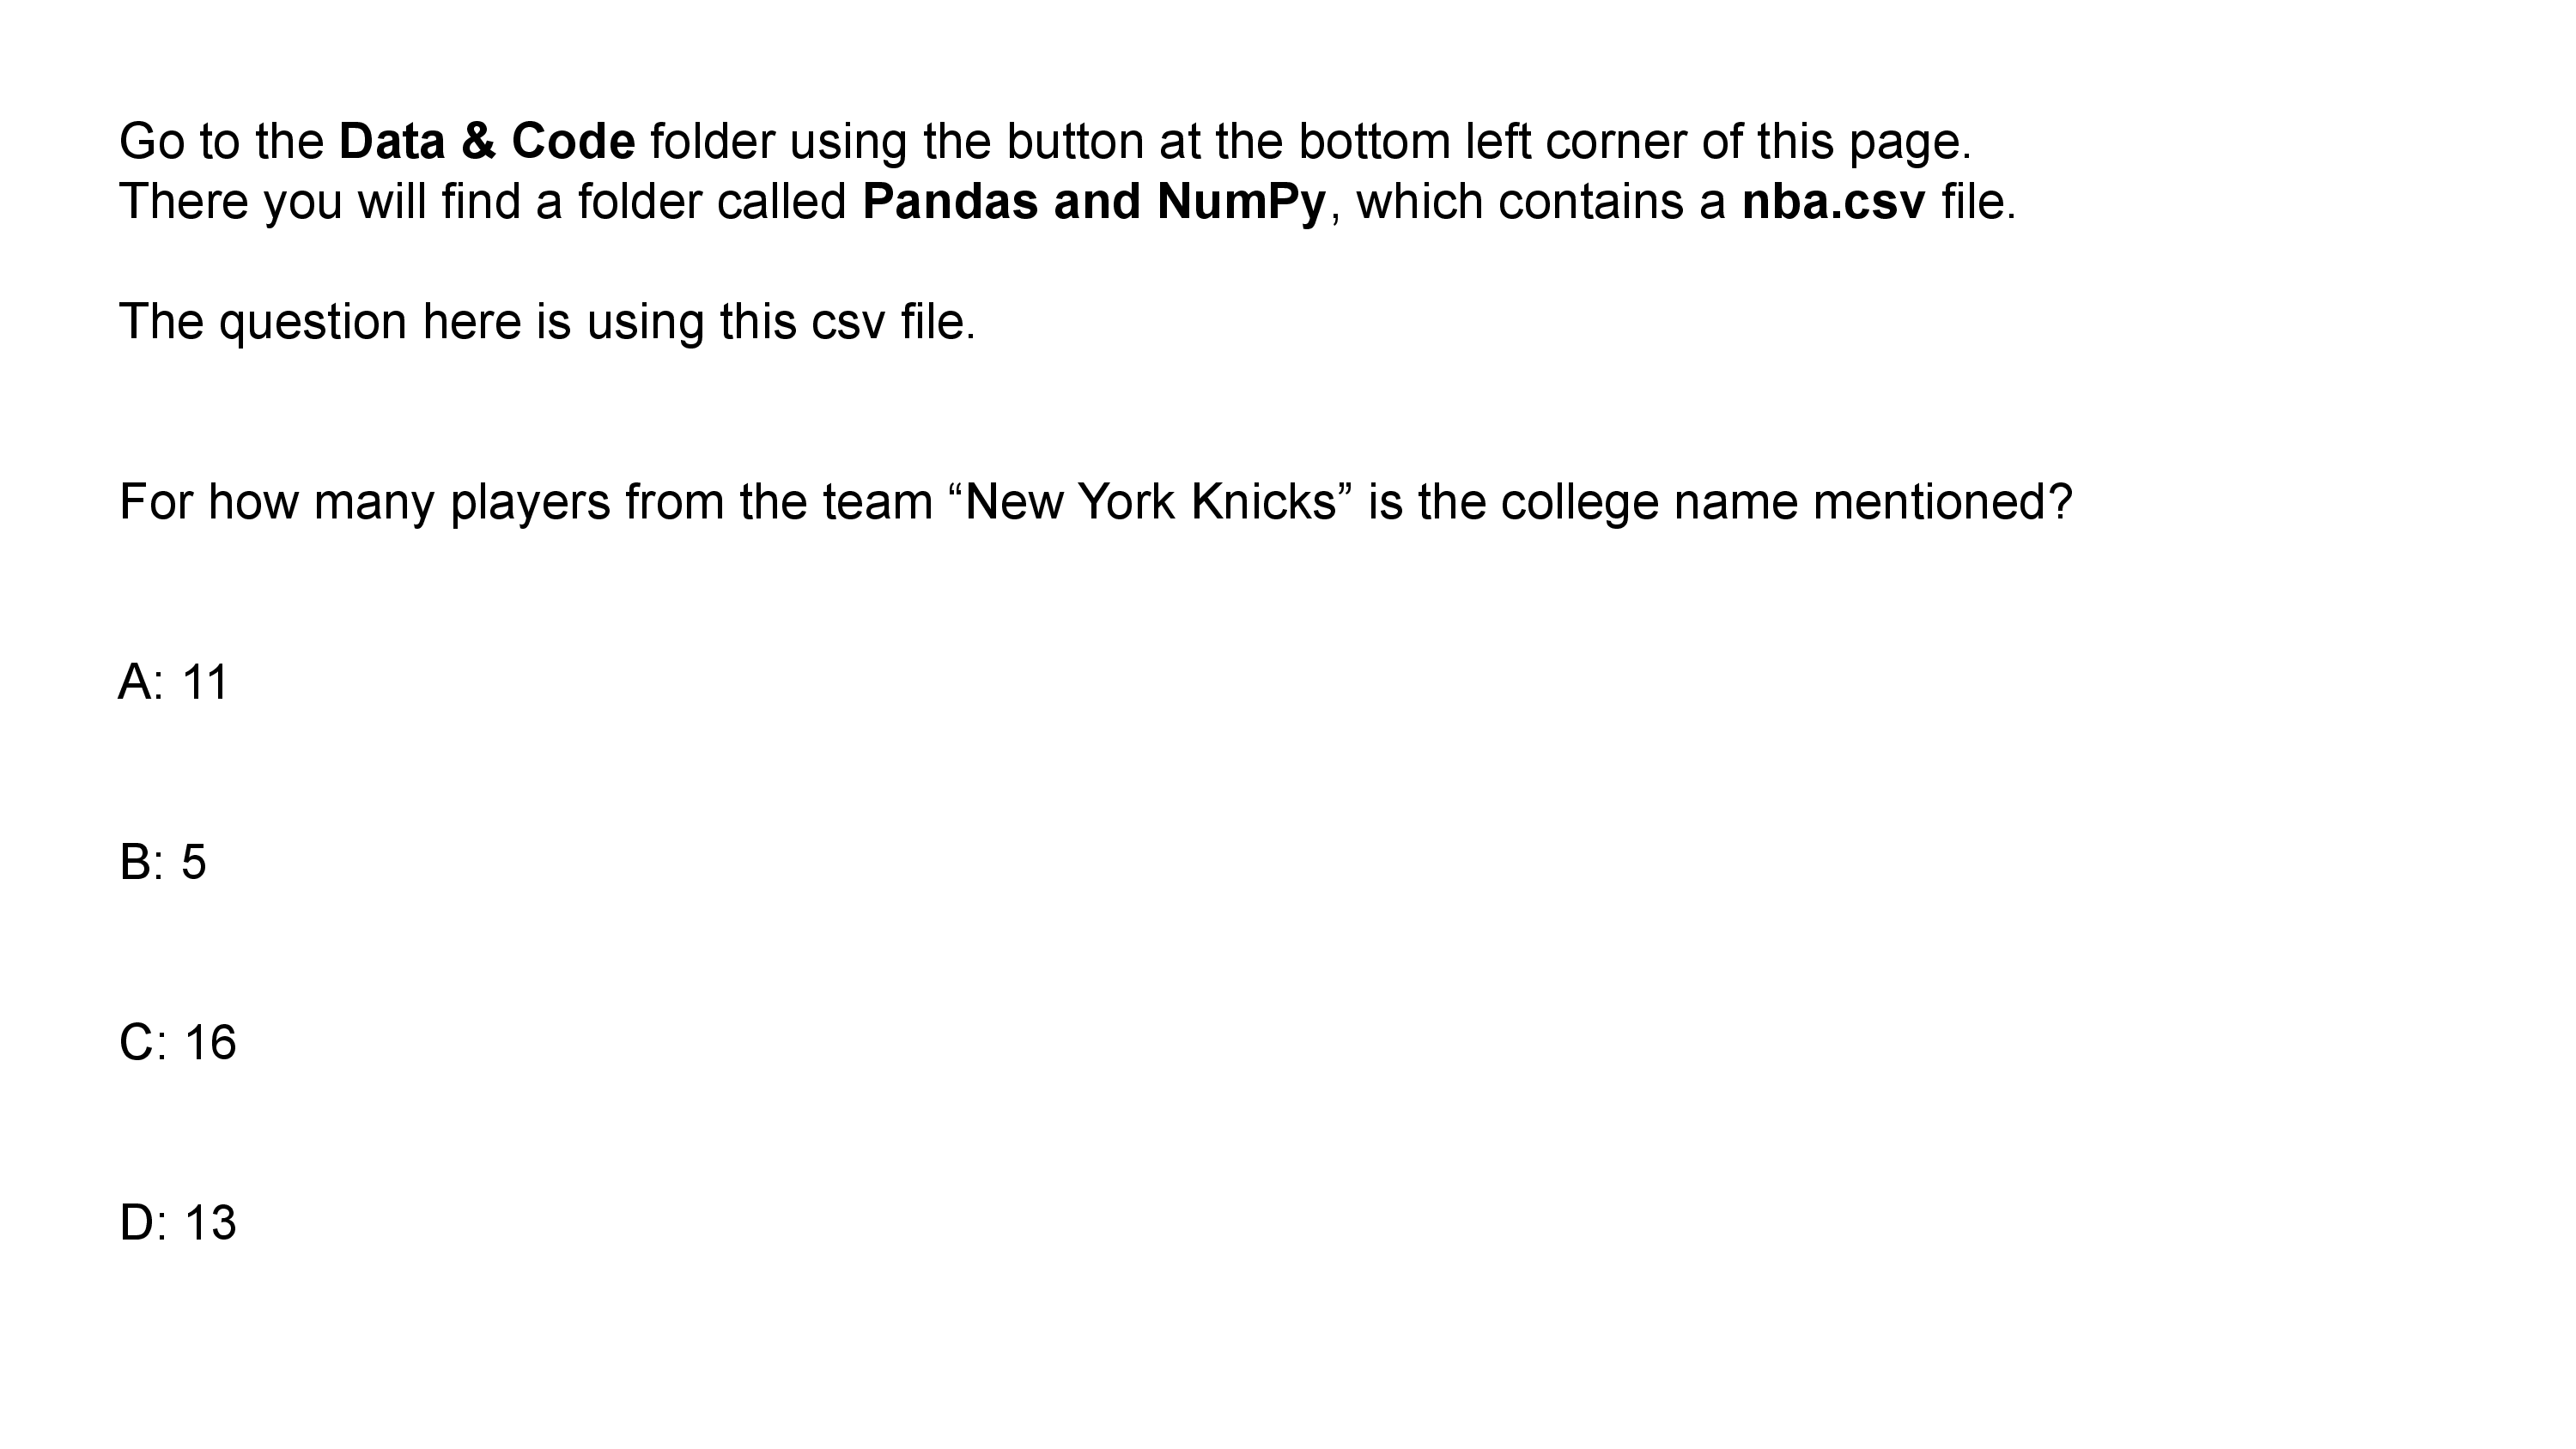 Go to the Data & Code folder using the button at the bottom left corner of this page.
There you will find a folder called Pandas and NumPy, which contains a nba.csv file.
The question here is using this csv file.
For how many players from the team “New York Knicks” is the college name mentioned?
A: 11
B: 5
C: 16
D: 13